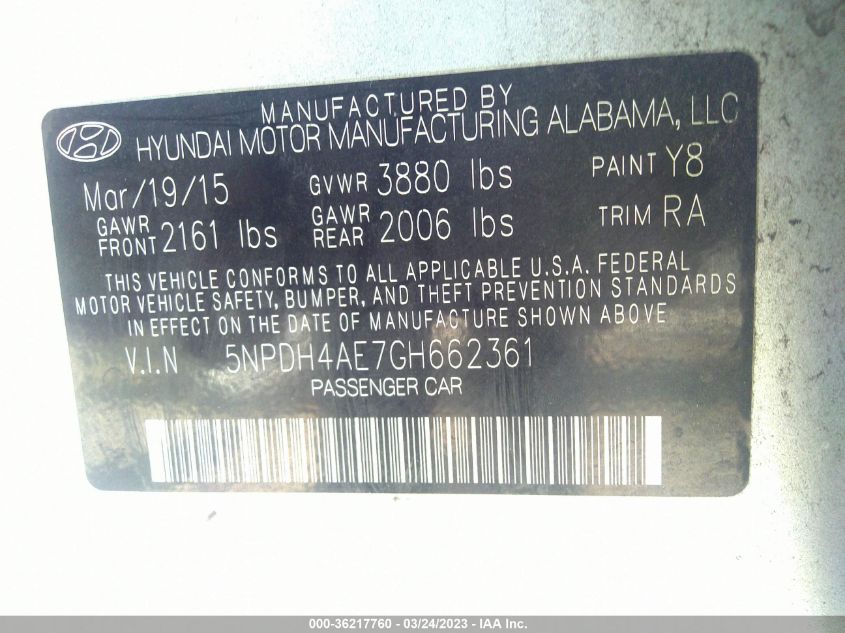 MANUFACTURED BY
HYUNDAI MOTOR MANUFACTURING ALABAMA, LLC
Mar/19/15 GVWR 3880 lbs PAINT Y8
GAWR FRONT 2161 lbs GAWR REAR 2006 lbs TRIM RA
THIS VEHICLE CONFORMS TO ALL APPLICABLE U.S.A. FEDERAL
MOTOR VEHICLE SAFETY, BUMPER, AND THEFT PREVENTION STANDARDS
IN EFFECT ON THE DATE OF MANUFACTURE SHOWN ABOVE
V.I.N 5NPDH4AE7GH662361
PASSENGER CAR
000-36217760 - 03/24/2023 - IAA Inc.